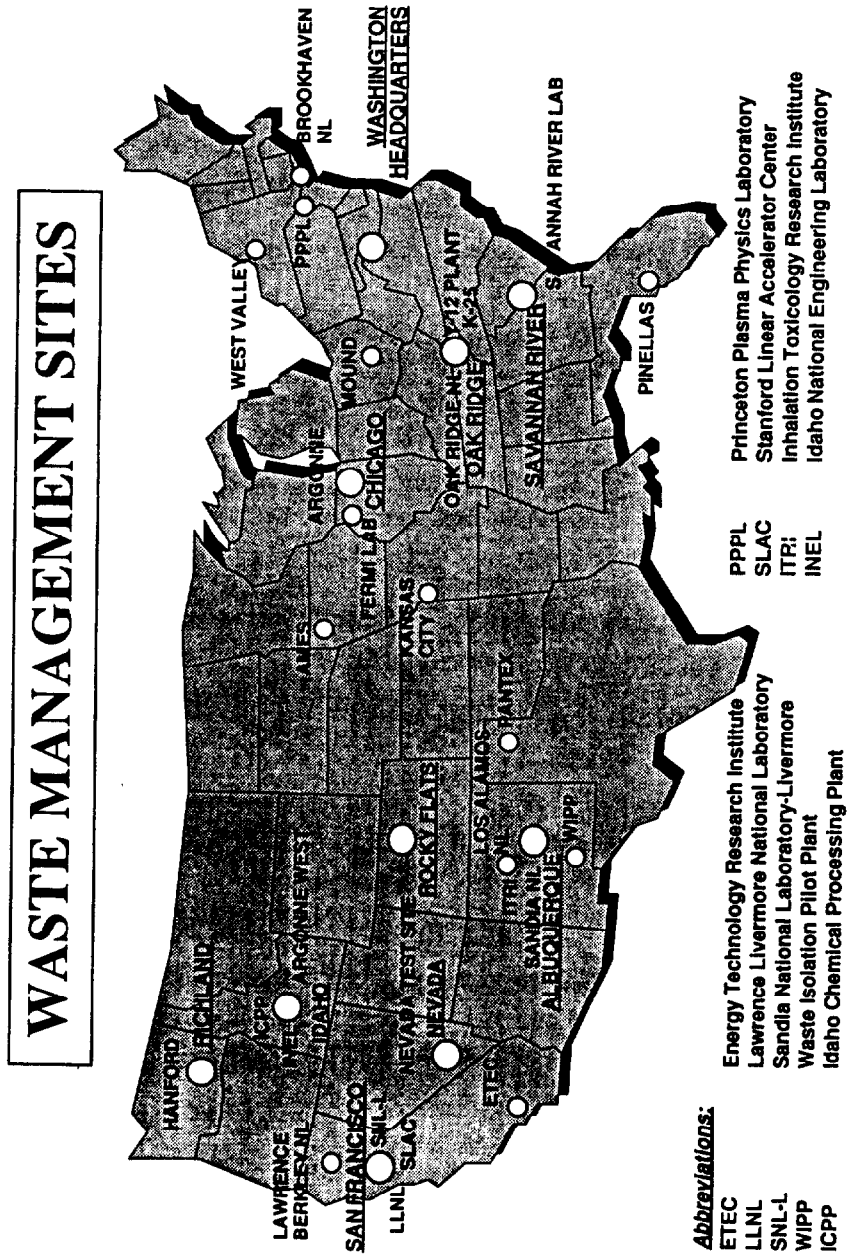 WASTE MANAGEMENT SITES
HANFORD
RICHLAND
ICPP
INEL
ARGONNE WEST
IDAHO
LAWRENCE
BERKELEY NL
SAN FRANCISCO
LLNL
SNL-L
SLAC
NEVADA TEST SITE
NEVADA
ETEC
ROCKY FLATS
LOS ALAMOS
NL
ITRI
SANDIA NL
ALBUQUERQUE
WIPP
PANTEX
AMES
KANSAS
CITY
FERMI LAB
ARGONNE
CHICAGO
MOUND
WEST VALLEY
PPPL
BROOKHAVEN
NL
WASHINGTON
HEADQUARTERS
OAK RIDGE NL
Y-12 PLANT
K-25
OAK RIDGE
SAVANNAH RIVER
SAVANNAH RIVER LAB
PINELLAS
Abbreviations:
ETEC Energy Technology Research Institute
LLNL Lawrence Livermore National Laboratory
SNL-L Sandia National Laboratory-Livermore
WIPP Waste Isolation Pilot Plant
ICPP Idaho Chemical Processing Plant
PPPL Princeton Plasma Physics Laboratory
SLAC Stanford Linear Accelerator Center
ITRI Inhalation Toxicology Research Institute
INEL Idaho National Engineering Laboratory